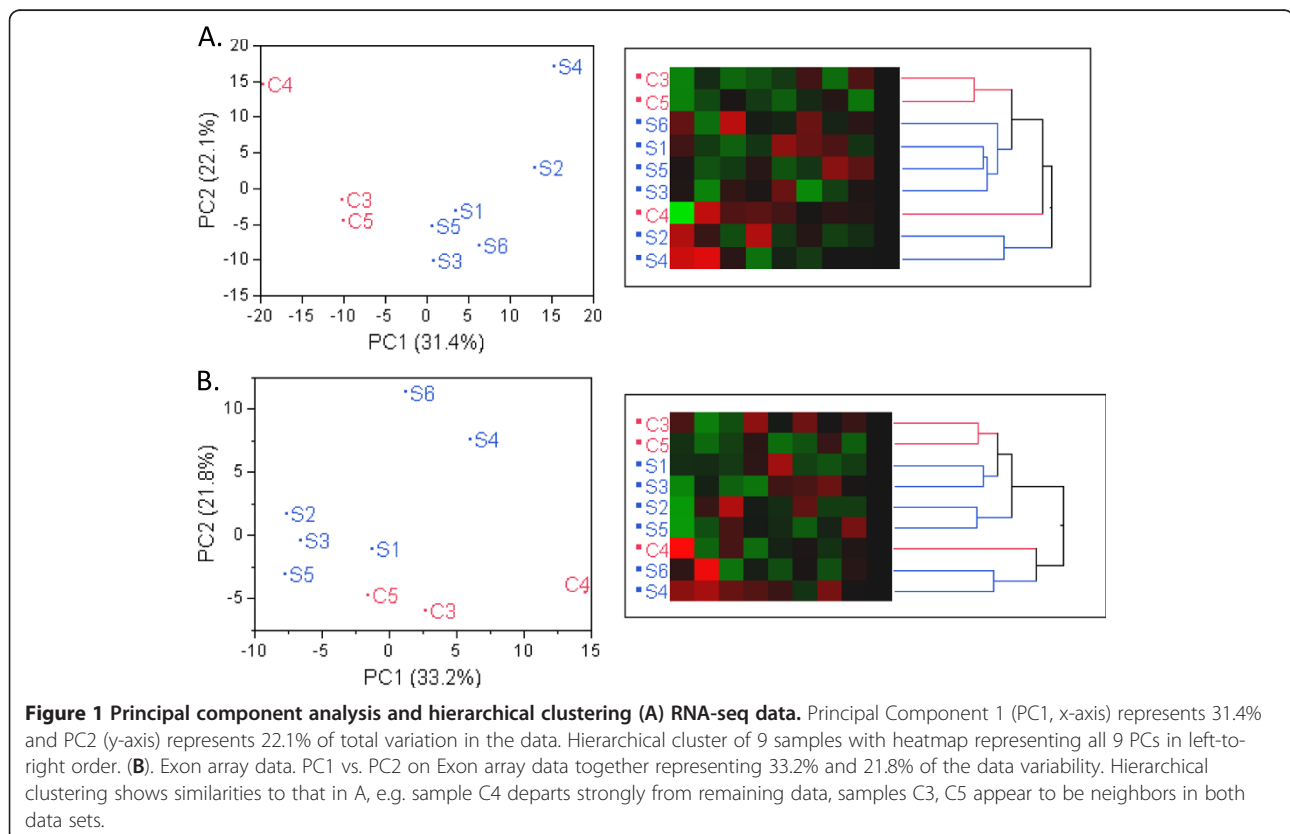 A.
20
15
10
5
0
-5
-10
-15
PC2 (22.1%)
C4
S4
S2
C3
C5
S1
S5
S6
S3
-20 -15 -10 -5 0 5 10 15 20
PC1 (31.4%)
C3
C5
S6
S1
S5
S3
C4
S2
S4
B.
10
5
0
-5
PC2 (21.8%)
S6
S4
S2
S3
S1
S5
C5
C3
C4
-10 -5 0 5 10 15
PC1 (33.2%)
C3
C5
S1
S3
S2
S5
C4
S6
S4
Figure 1 Principal component analysis and hierarchical clustering (A) RNA-seq data. Principal Component 1 (PC1, x-axis) represents 31.4%
and PC2 (y-axis) represents 22.1% of total variation in the data. Hierarchical cluster of 9 samples with heatmap representing all 9 PCs in left-to-
right order. (B). Exon array data. PC1 vs. PC2 on Exon array data together representing 33.2% and 21.8% of the data variability. Hierarchical
clustering shows similarities to that in A, e.g. sample C4 departs strongly from remaining data, samples C3, C5 appear to be neighbors in both
data sets.